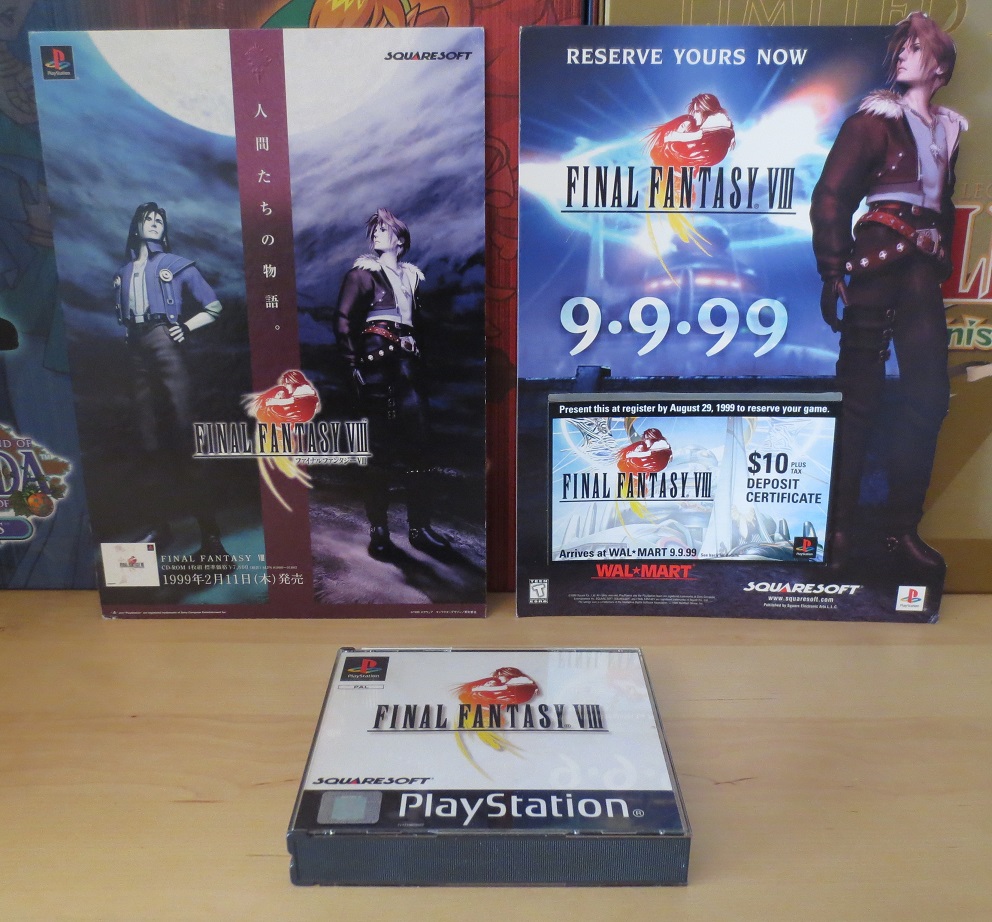 PlayStation
SQUARESOFT
人間たちの物語。
FINAL FANTASY VIII
ファイナルファンタジーVIII
FINAL FANTASY VIII
1999年2月11日(木)発売
RESERVE YOURS NOW
FINAL FANTASY VIII
9·9·99
Present this at register by August 29, 1999 to reserve your game.
FINAL FANTASY VIII
$10 PLUS TAX
DEPOSIT
CERTIFICATE
Arrives at WAL★MART 9.9.99
WAL★MART
TEEN
SQUARESOFT
www.squaresoft.com
Published by Square Electronic Arts L.L.C.
PlayStation
LIMITED
PlayStation
PAL
FINAL FANTASY VIII
SQUARESOFT
PlayStation